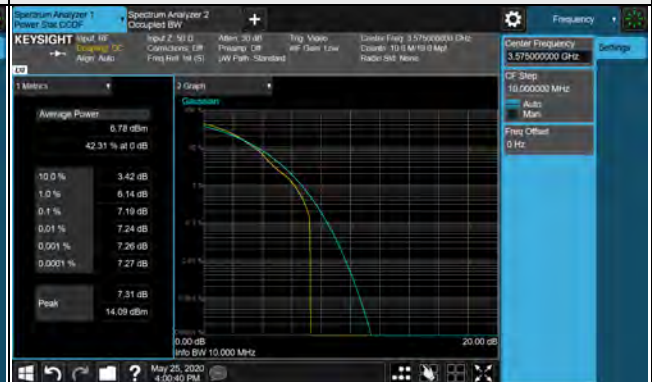 Spectrum Analyzer 1
Power Stat CCDF
Spectrum Analyzer 2
Occupied BW
+
Frequency
KEYSIGHT
Input: RF
Coupling: DC
Align: Auto
Input Z: 50 Ω
Corrections: Off
Freq Ref: Int (S)
Atten: 30 dB
Preamp: Off
µW Path: Standard
Trig: Video
#IF Gain: Low
Center Freq: 3.575000000 GHz
Counts: 10.0 M/10.0 Mpt
Radio Std: None
1 Metrics
Average Power
6.78 dBm
42.31 % at 0 dB
10.0 % 3.42 dB
1.0 % 6.14 dB
0.1 % 7.19 dB
0.01 % 7.24 dB
0.001 % 7.26 dB
0.0001 % 7.27 dB
Peak
7.31 dB
14.09 dBm
2 Graph
Gaussian
0.00 dB
20.00 dB
Info BW 10.000 MHz
Center Frequency
3.575000000 GHz
Settings
CF Step
10.000000 MHz
Auto
Man
Freq Offset
0 Hz
?
May 25, 2020
4:00:40 PM